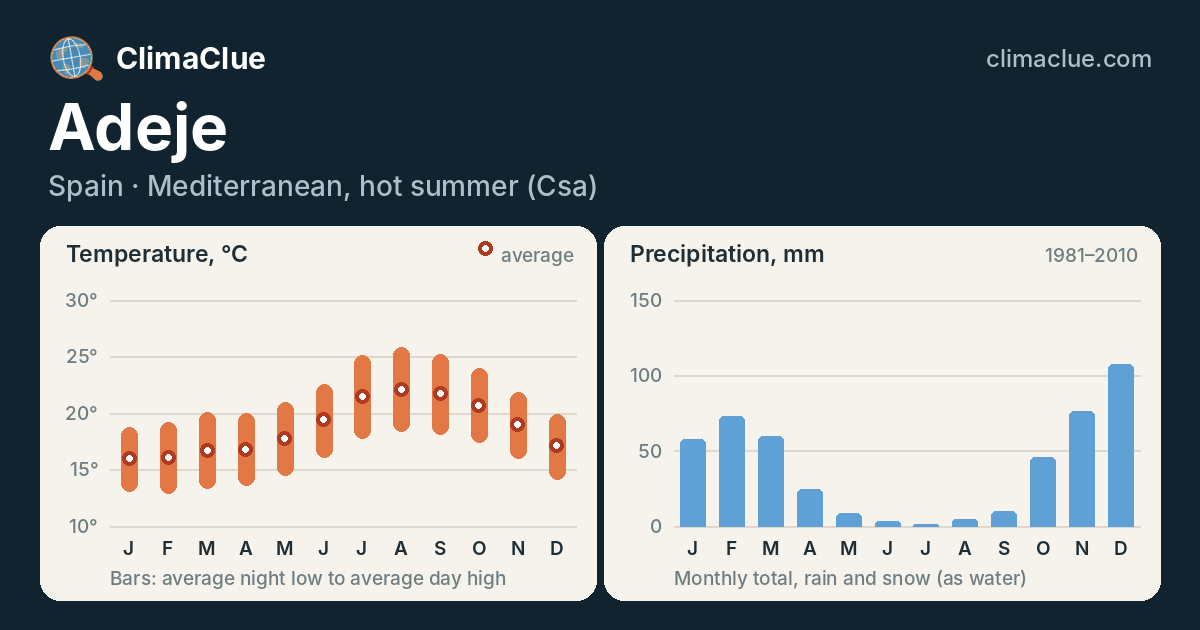 ClimaClue
climaclue.com
Adeje
Spain · Mediterranean, hot summer (Csa)
Temperature, °C
average
30°
25°
20°
15°
10°
J F M A M J J A S O N D
Bars: average night low to average day high
Precipitation, mm
1981–2010
150
100
50
0
J F M A M J J A S O N D
Monthly total, rain and snow (as water)